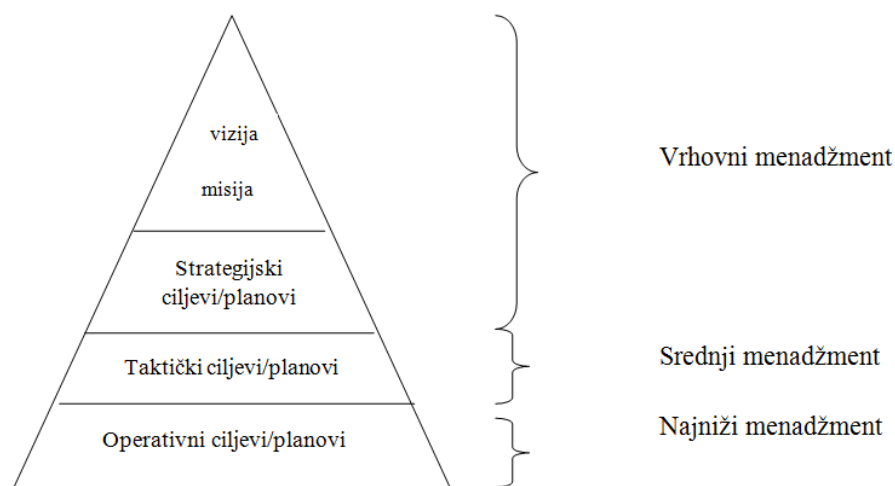 vizija
misija
Vrhovni menadžment
Strategijski
ciljevi/planovi
Taktički ciljevi/planovi
Srednji menadžment
Operativni ciljevi/planovi
Najniži menadžment